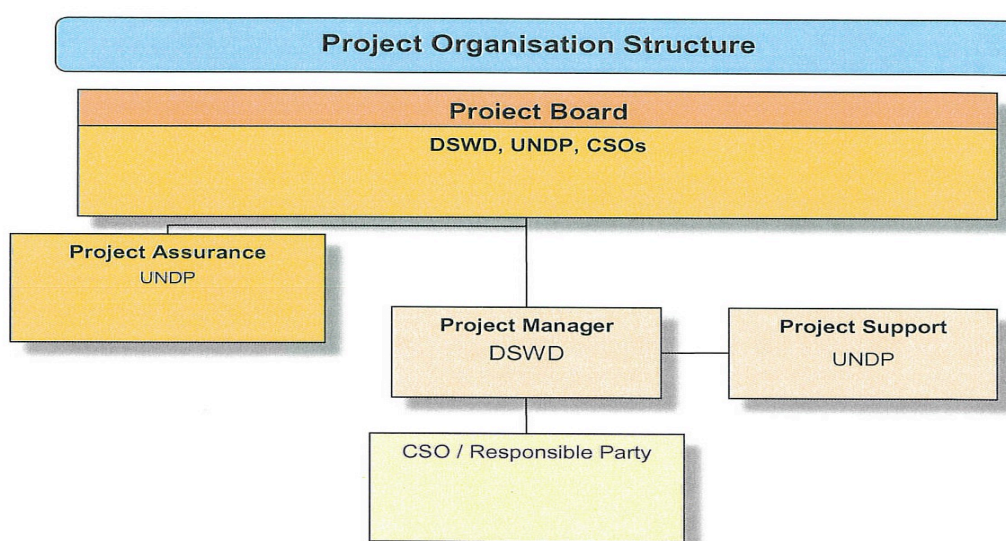 Project Organisation Structure
Project Board
DSWD, UNDP, CSOs
Project Assurance
UNDP
Project Manager
DSWD
Project Support
UNDP
CSO / Responsible Party